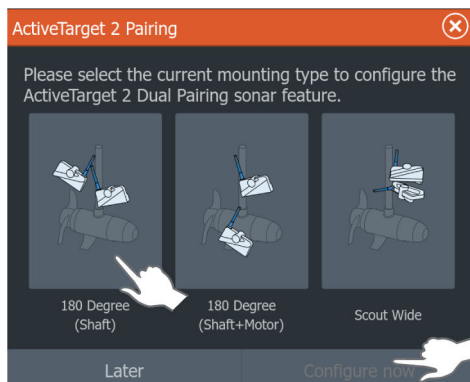 ActiveTarget 2 Pairing
Please select the current mounting type to configure the
ActiveTarget 2 Dual Pairing sonar feature.
180 Degree
(Shaft)
180 Degree
(Shaft+Motor)
Scout Wide
Later
Configure now